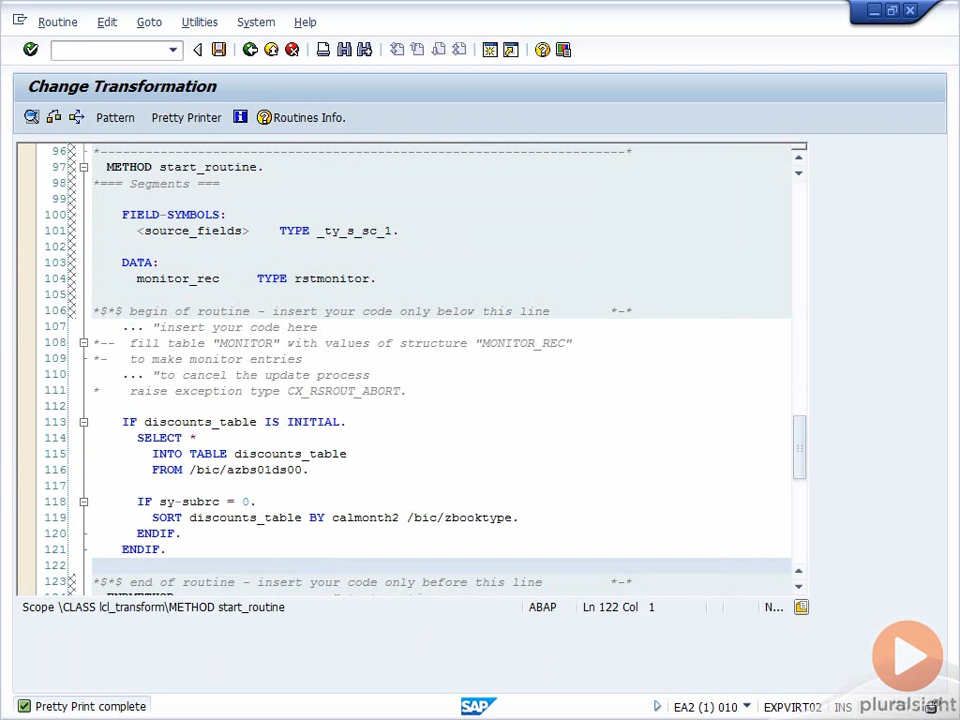 Routine Edit Goto Utilities System Help
Change Transformation
Pattern Pretty Printer Routines Info.
96 *----------------------------------------------------------------------*
97 METHOD start_routine.
98 *=== Segments ===
99
100 FIELD-SYMBOLS:
101 <source_fields> TYPE _ty_s_sc_1.
102
103 DATA:
104 monitor_rec TYPE rstmonitor.
105
106 *$*$ begin of routine - insert your code only below this line *-*
107 ... "insert your code here
108 *-- fill table "MONITOR" with values of structure "MONITOR_REC"
109 *- to make monitor entries
110 ... "to cancel the update process
111 * raise exception type CX_RSROUT_ABORT.
112
113 IF discounts_table IS INITIAL.
114 SELECT *
115 INTO TABLE discounts_table
116 FROM /bic/azbs01ds00.
117
118 IF sy-subrc = 0.
119 SORT discounts_table BY calmonth2 /bic/zbooktype.
120 ENDIF.
121 ENDIF.
122
123 *$*$ end of routine - insert your code only before this line *-*
Scope \CLASS lcl_transform\METHOD start_routine ABAP Ln 122 Col 1 N...
Pretty Print complete SAP EA2 (1) 010 EXPVIRT02 INS
pluralsight